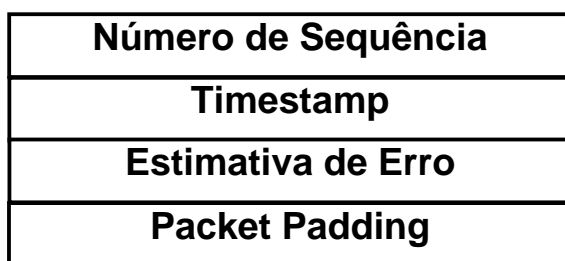 Número de Sequência
Timestamp
Estimativa de Erro
Packet Padding